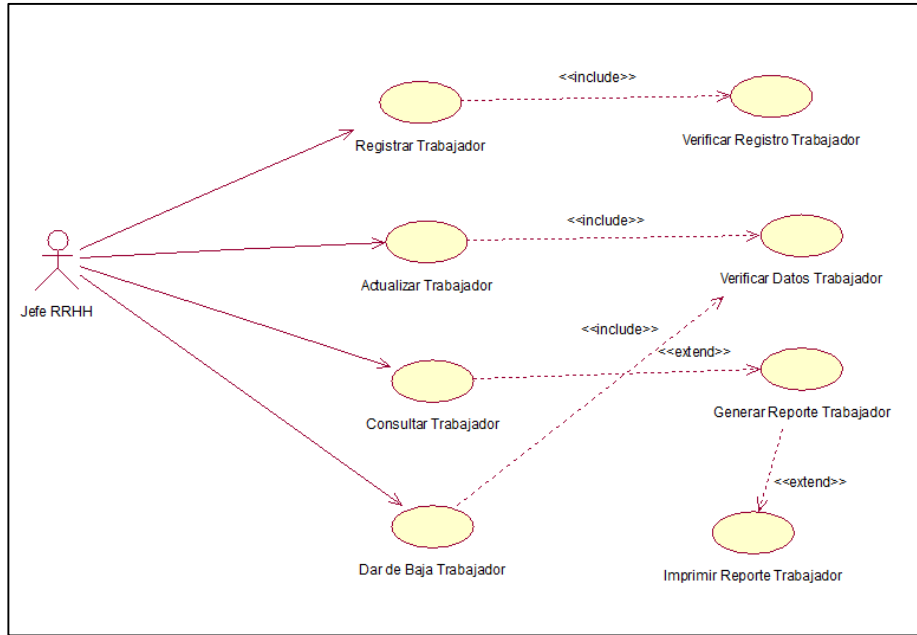 <<include>>
Registrar Trabajador
Verificar Registro Trabajador
<<include>>
Jefe RRHH
Actualizar Trabajador
Verificar Datos Trabajador
<<include>>
<<extend>>
Consultar Trabajador
Generar Reporte Trabajador
<<extend>>
Dar de Baja Trabajador
Imprimir Reporte Trabajador